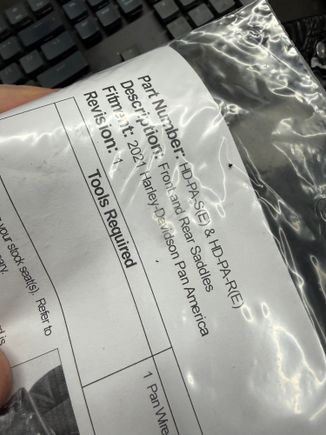 Part Number: HD-PA-S(E) & HD-PA-R(E)
Description: Front and Rear Saddles
Fitment: 2021 Harley-Davidson Pan America
Revision: 1
Tools Required
your stock seat(s). Refer to
1 Pan Wire